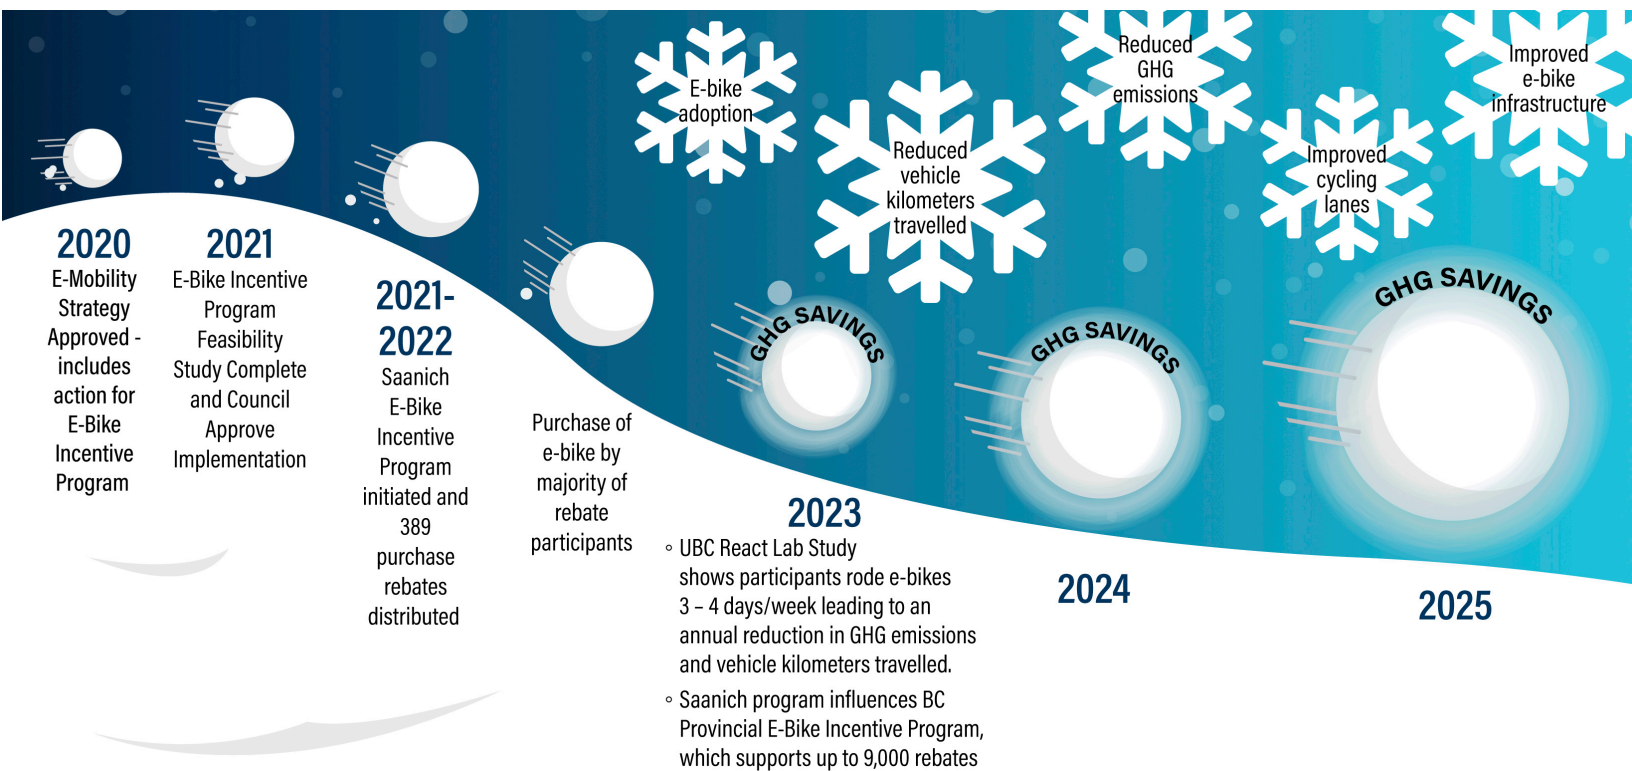 E-bike
adoption
Reduced
vehicle
kilometers
travelled
Reduced
GHG
emissions
Improved
cycling
lanes
Improved
e-bike
infrastructure
2020
E-Mobility
Strategy
Approved -
includes
action for
E-Bike
Incentive
Program
2021
E-Bike Incentive
Program
Feasibility
Study Complete
and Council
Approve
Implementation
2021-
2022
Saanich
E-Bike
Incentive
Program
initiated and
389
purchase
rebates
distributed
Purchase of
e-bike by
majority of
rebate
participants
GHG SAVINGS
2023
◦ UBC React Lab Study
shows participants rode e-bikes
3 – 4 days/week leading to an
annual reduction in GHG emissions
and vehicle kilometers travelled.
◦ Saanich program influences BC
Provincial E-Bike Incentive Program,
which supports up to 9,000 rebates
GHG SAVINGS
2024
GHG SAVINGS
2025